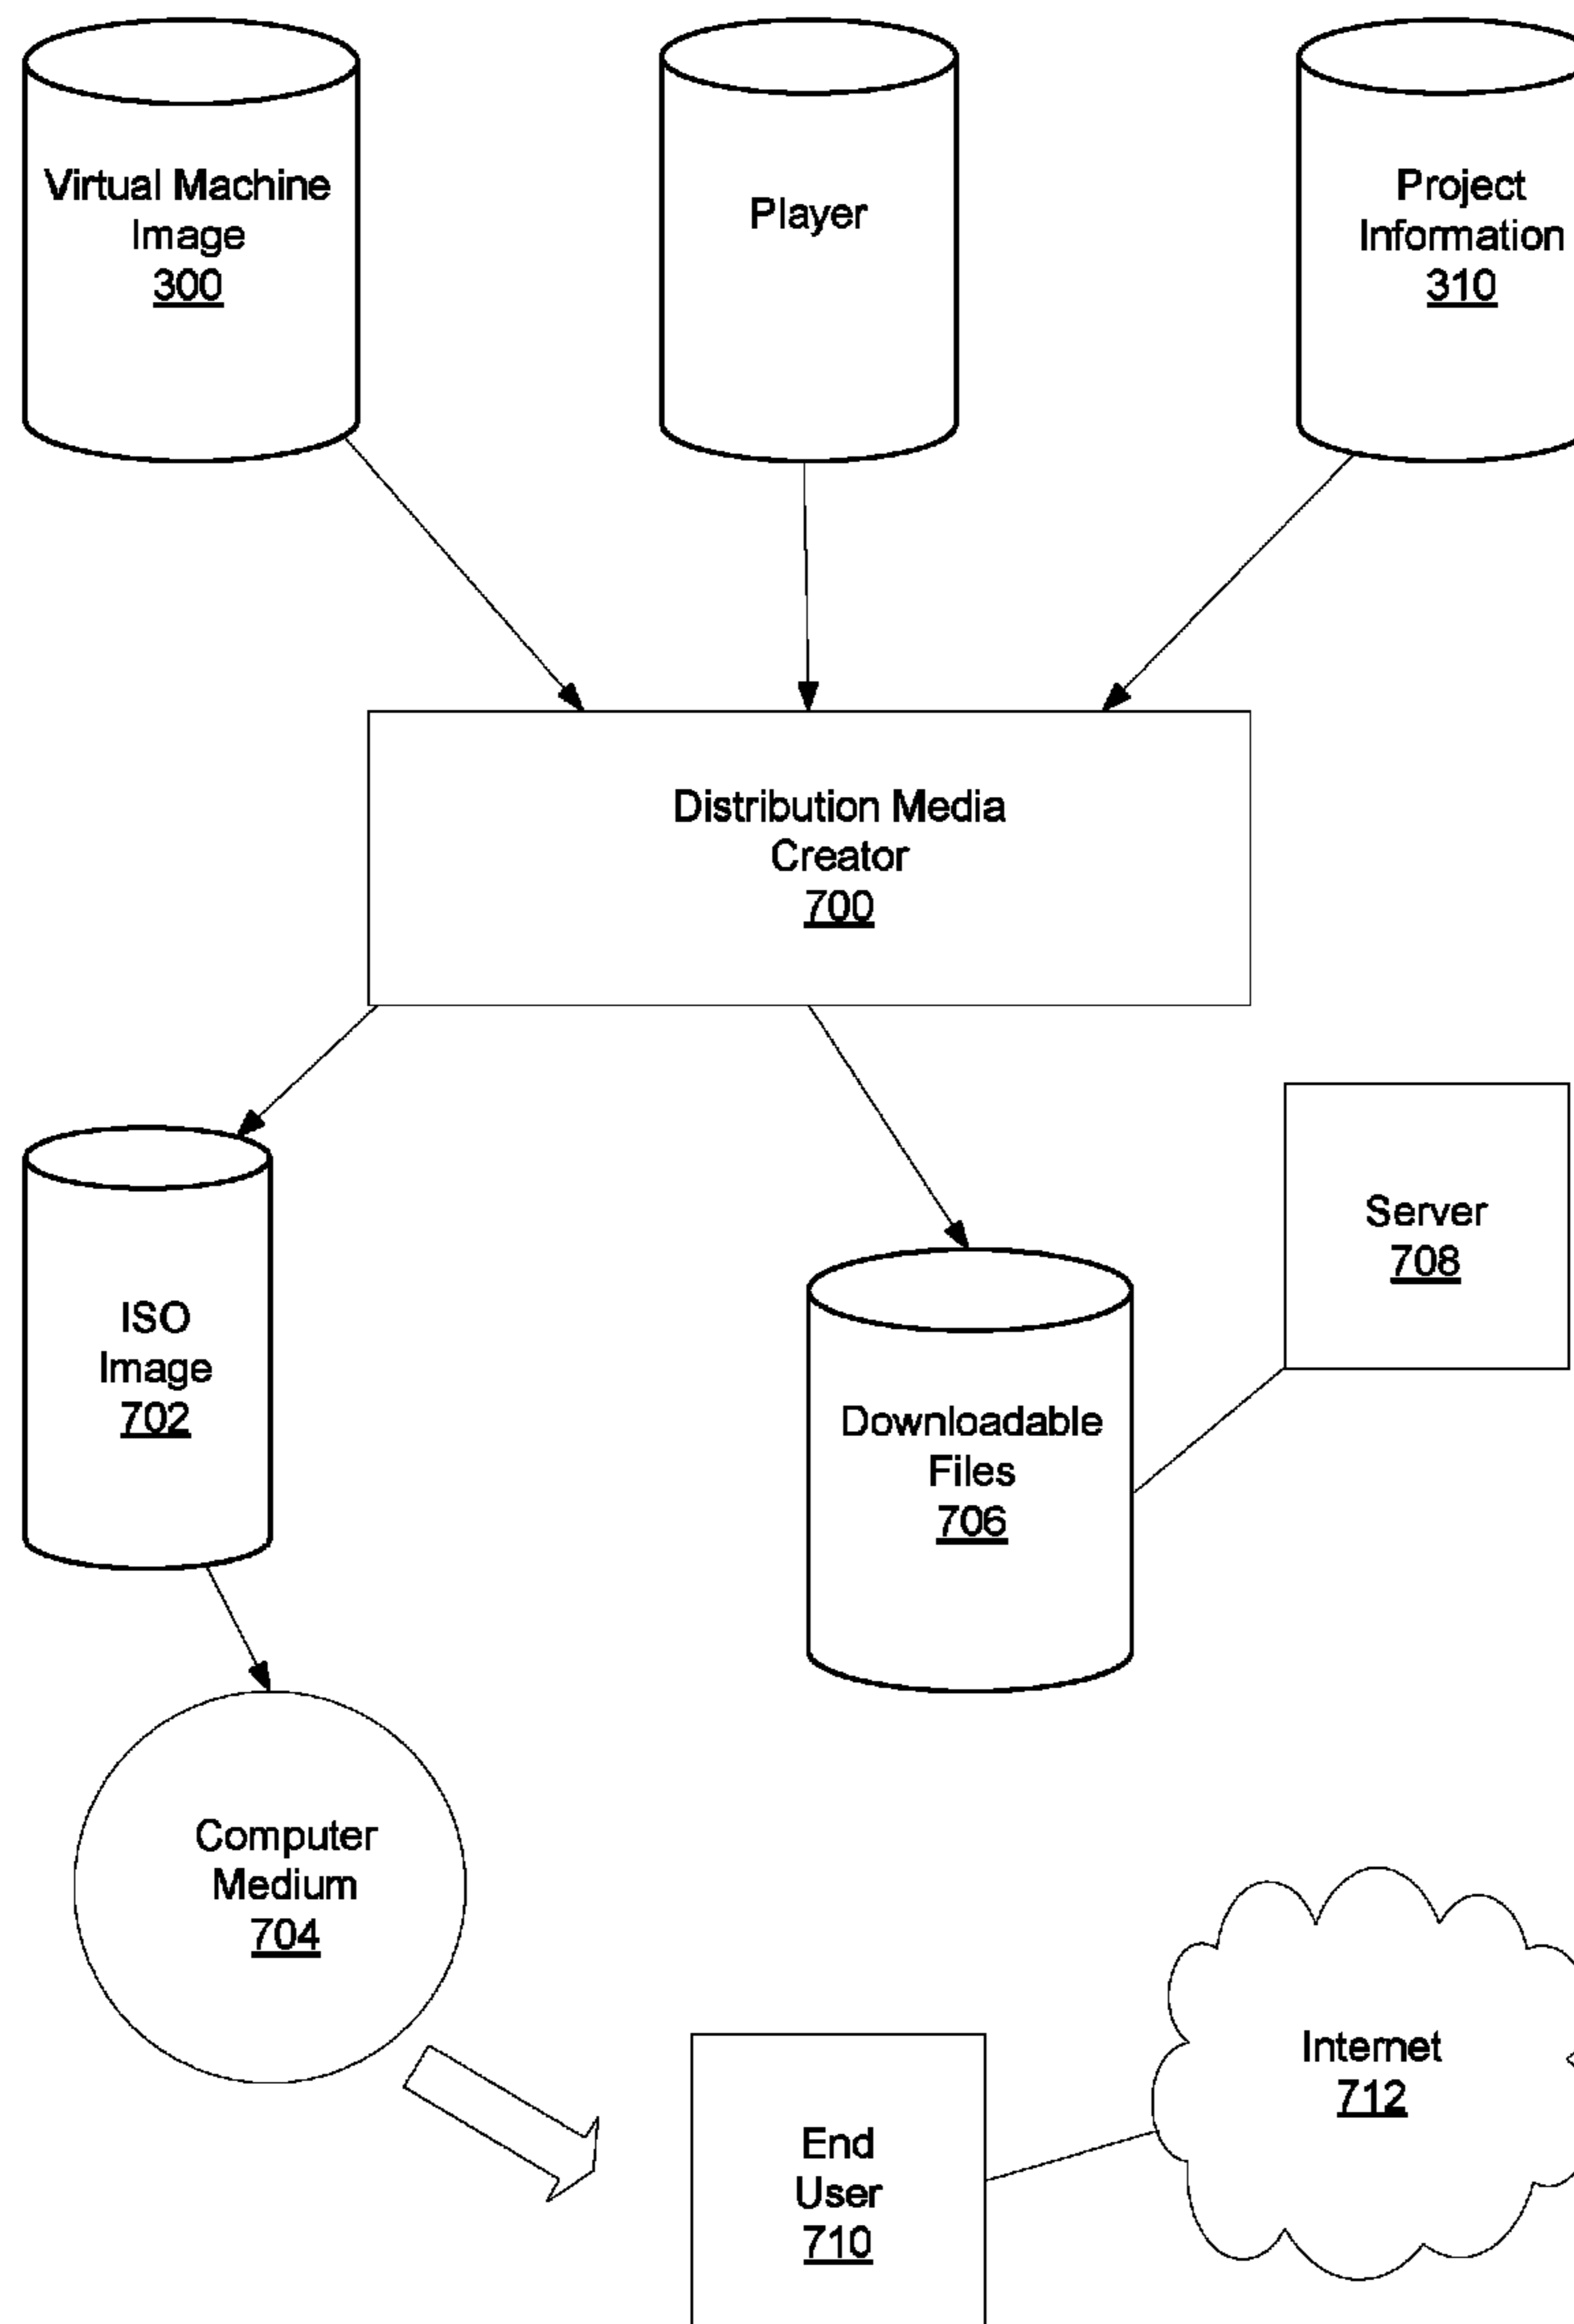 Virtual Machine
Image
300
Player
Project
Information
310
Distribution Media
Creator
700
Server
708
ISO
Image
702
Downloadable
Files
706
Computer
Medium
704
Internet
712
End
User
710